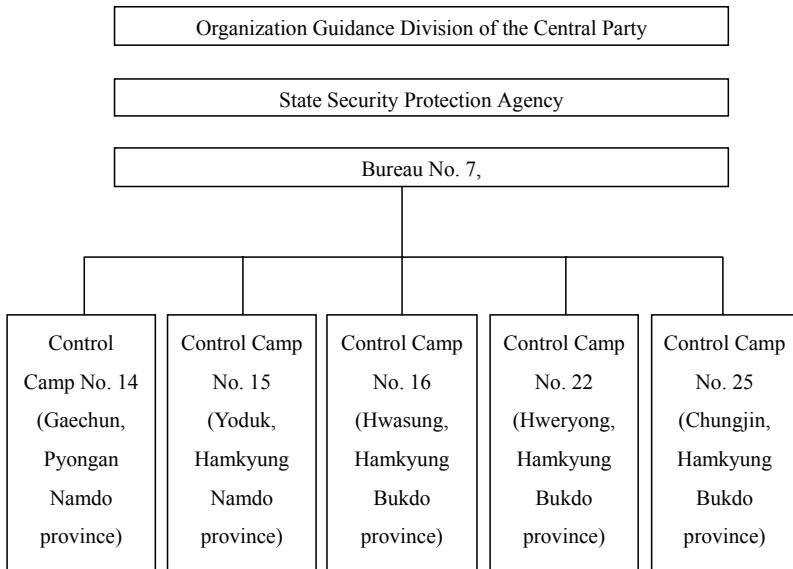 Organization Guidance Division of the Central Party
State Security Protection Agency
Bureau No. 7,
Control
Camp No. 14
(Gaechun,
Pyongan
Namdo
province)
Control Camp
No. 15
(Yoduk,
Hamkyung
Namdo
province)
Control Camp
No. 16
(Hwasung,
Hamkyung
Bukdo
province)
Control Camp
No. 22
(Hweryong,
Hamkyung
Bukdo
province)
Control Camp
No. 25
(Chungjin,
Hamkyung
Bukdo
province)